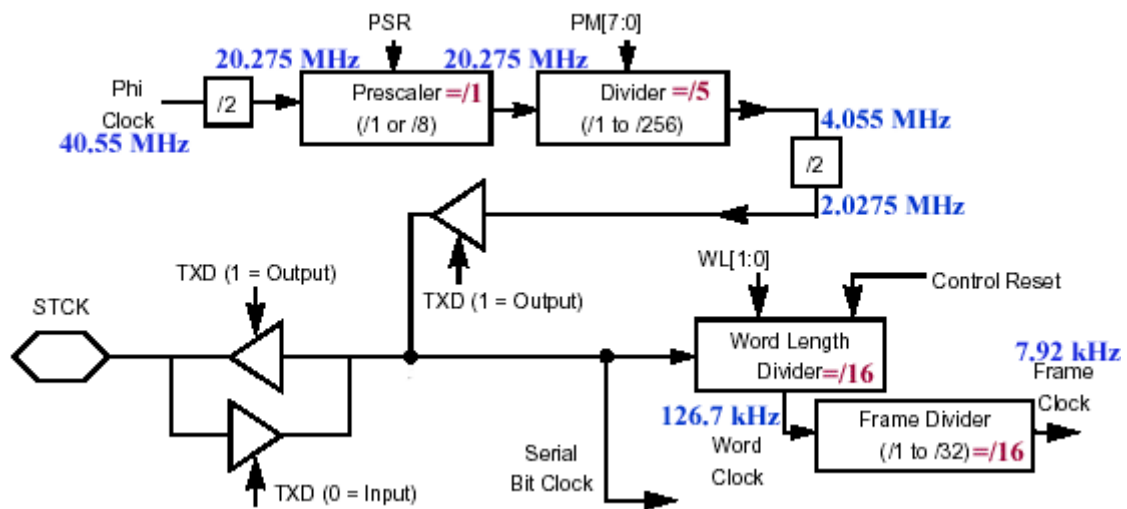 PSR
PM[7:0]
20.275 MHz
20.275 MHz
Phi
Clock
40.55 MHz
/2
Prescaler =/1
(/1 or /8)
Divider =/5
(/1 to /256)
4.055 MHz
/2
2.0275 MHz
TXD (1 = Output)
TXD (1 = Output)
WL[1:0]
Control Reset
STCK
Word Length
Divider=/16
7.92 kHz
Frame
Clock
126.7 kHz
Word
Clock
Frame Divider
(/1 to /32)=/16
Serial
Bit Clock
TXD (0 = Input)